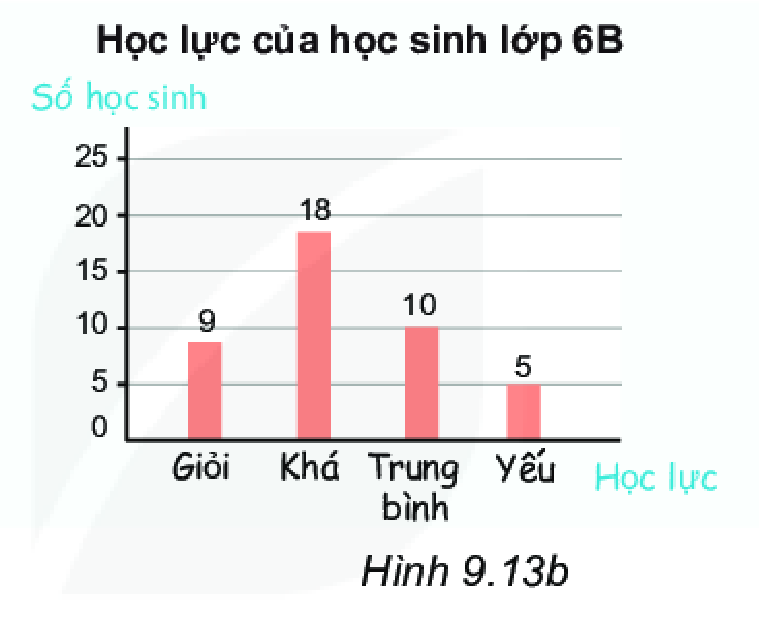 Học lực của học sinh lớp 6B
Số học sinh
25
20
15
10
5
0
9
18
10
5
Giỏi Khá Trung bình Yếu
Học lực
Hình 9.13b